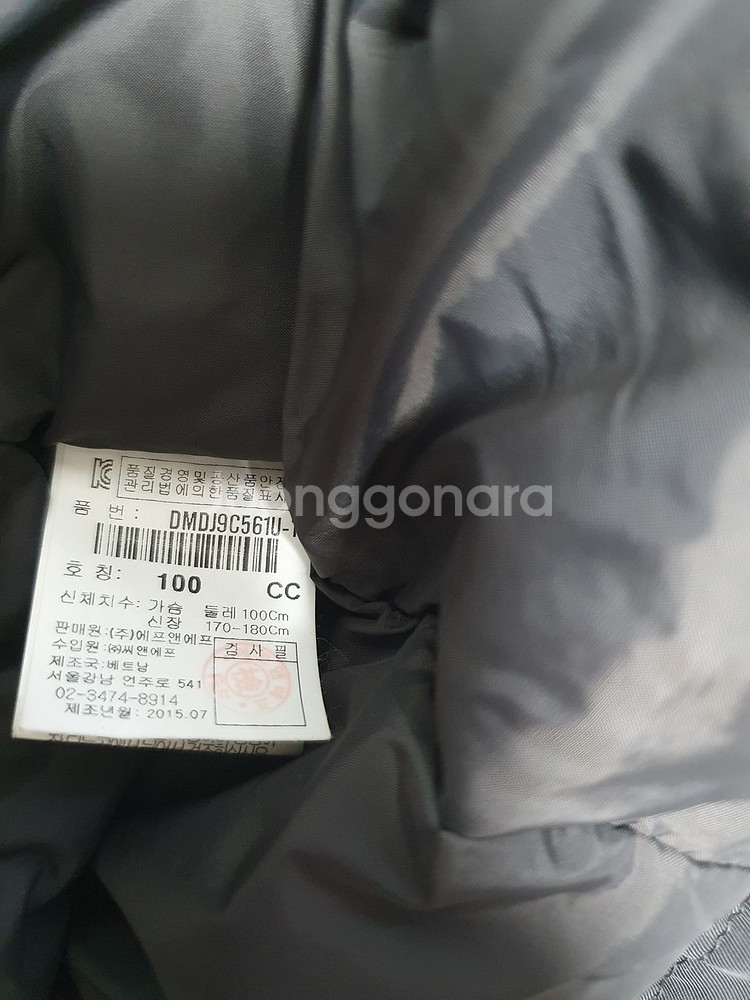 품질경영및공산품안전
관리법에의한품질표시
onggonara
품 번: DMDJ9C561U-
호 칭: 100 CC
신체치수: 가슴 둘레 100Cm
신장 170-180Cm
판매원:(주)에프앤에프
수입원:㈜씨앤에프
검 사 필
제조국:베트남
서울강남 언주로 541
02-3474-8914
제조년월: 2015.07